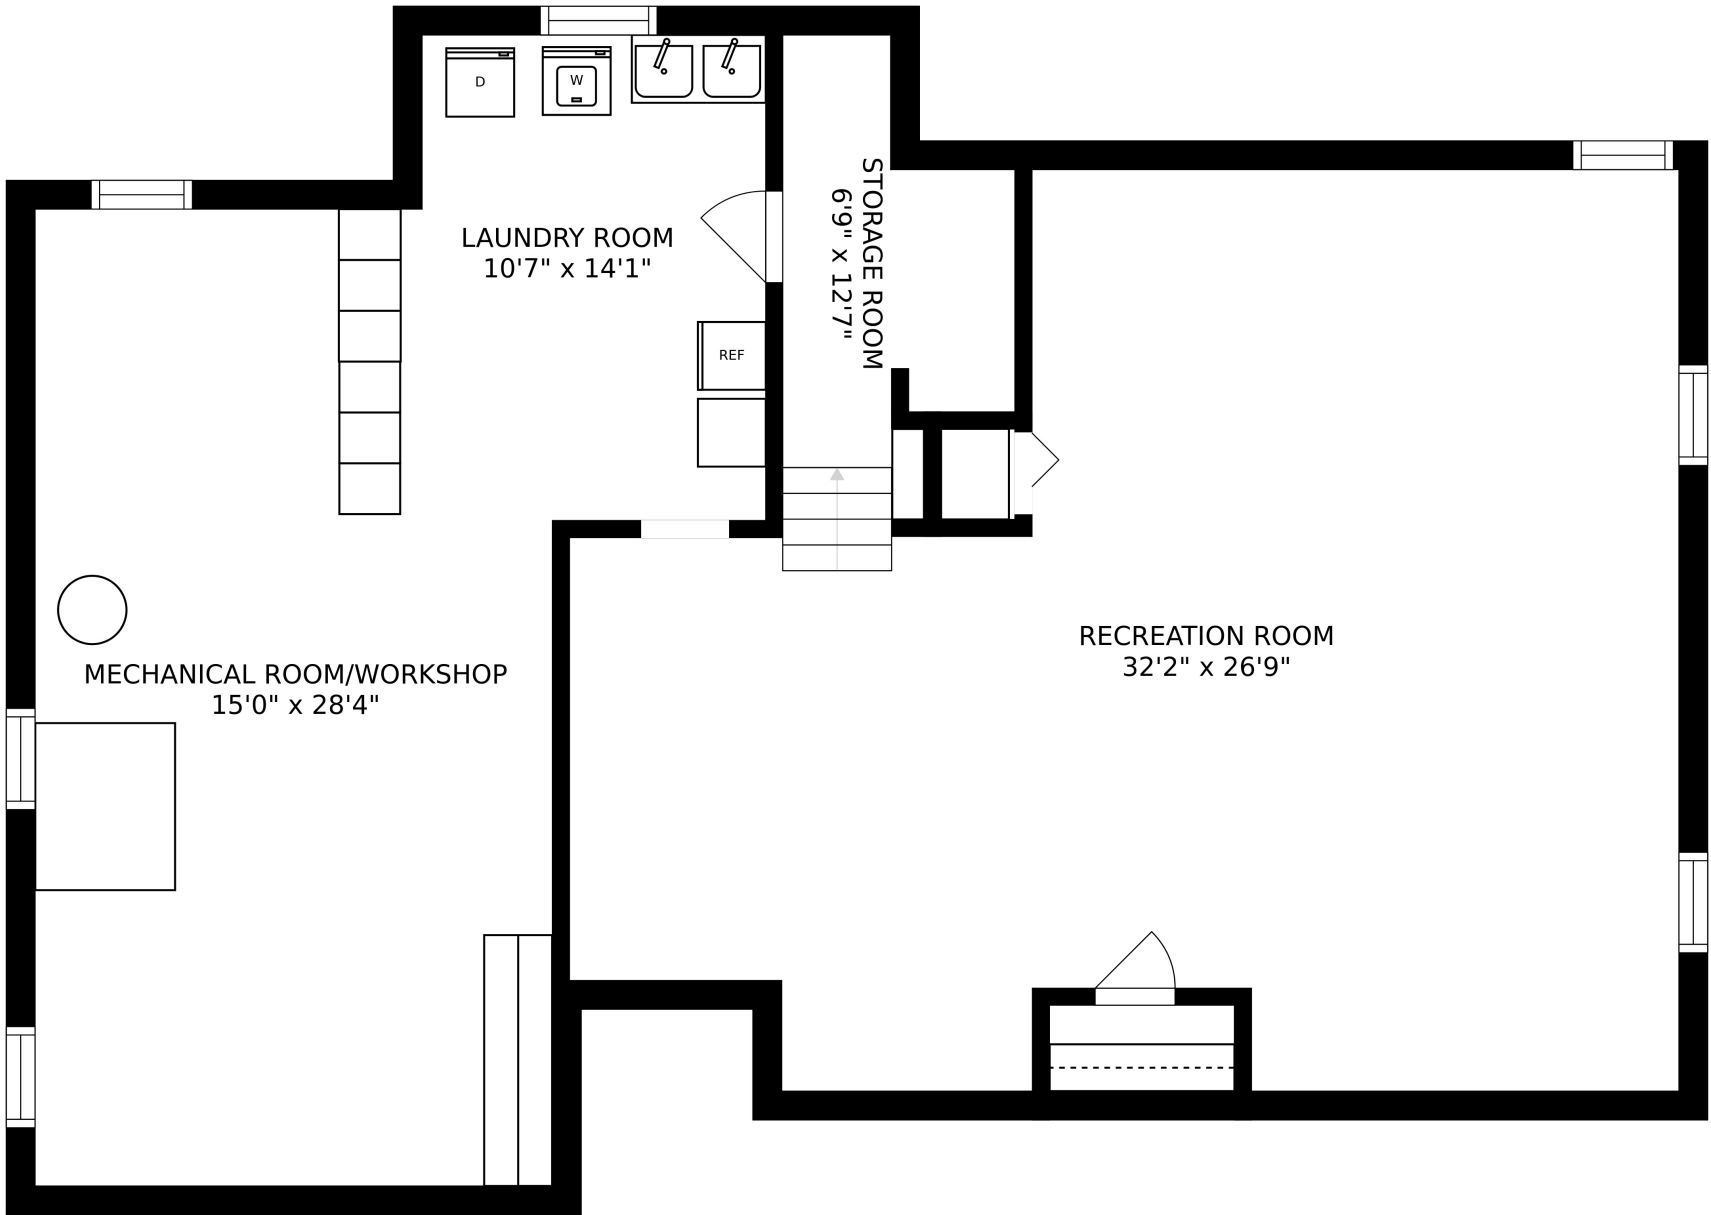 D
W
LAUNDRY ROOM
10'7" x 14'1"
STORAGE ROOM
6'9" x 12'7"
REF
RECREATION ROOM
32'2" x 26'9"
MECHANICAL ROOM/WORKSHOP
15'0" x 28'4"